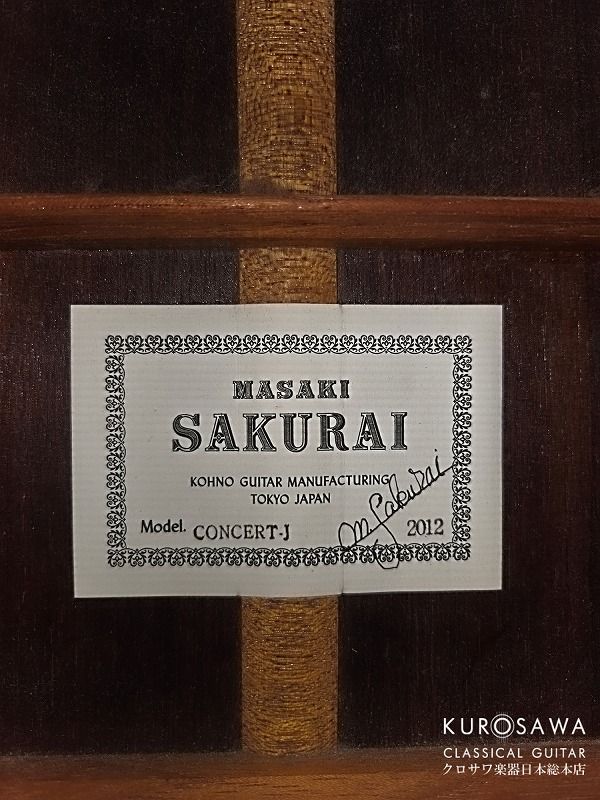 MASAKI
SAKURAI
KOHNO GUITAR MANUFACTURING
TOKYO JAPAN
M Sakurai
Model. CONCERT-J 2012
KUROSAWA
CLASSICAL GUITAR
クロサワ楽器日本総本店